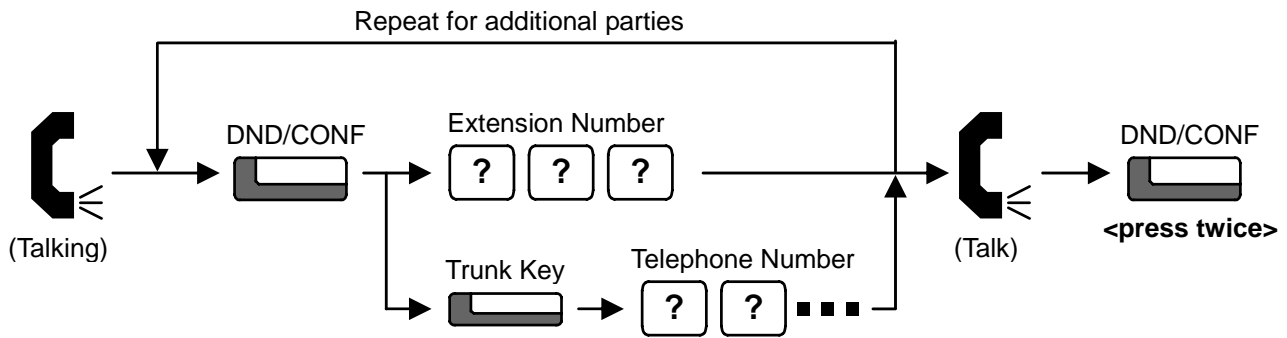 Repeat for additional parties
DND/CONF
Extension Number
DND/CONF
? ? ?
(Talking)
(Talk)
<press twice>
Trunk Key
Telephone Number
? ?